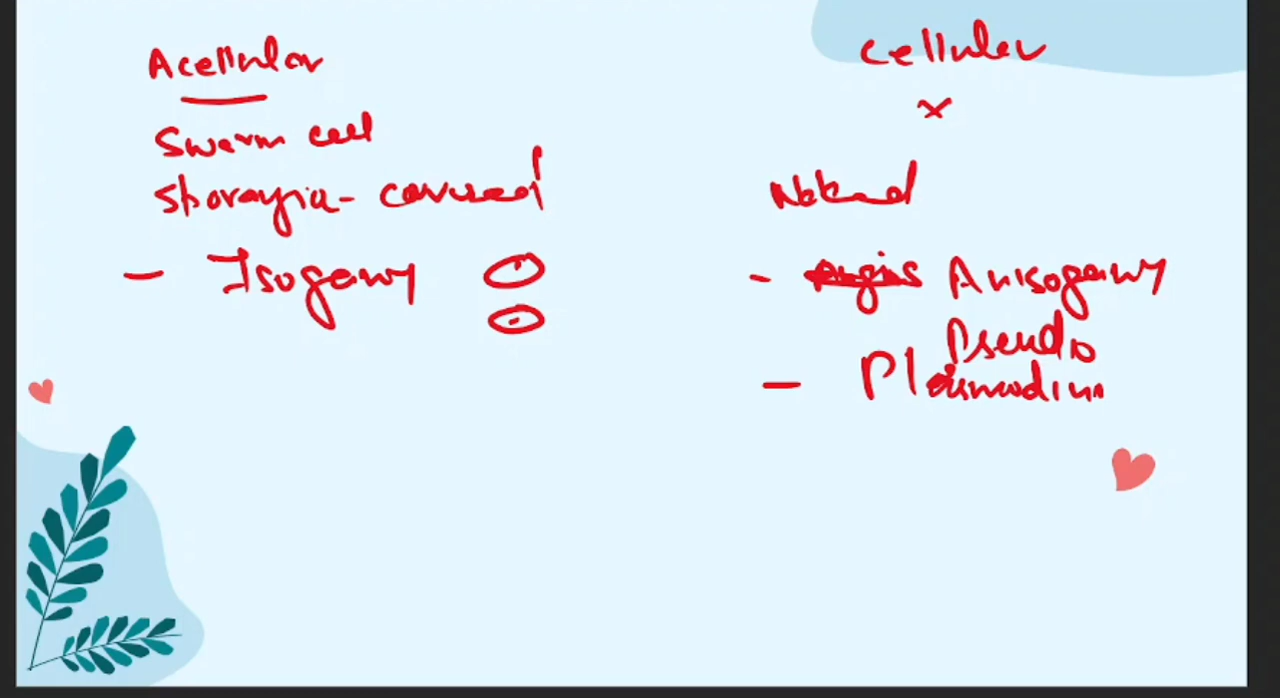 Acellular
Swarm cell
Sporangia - covered
- Isogamy
Cellular
x
Naked
- Anisogamy
Pseudo
- Plasmodium